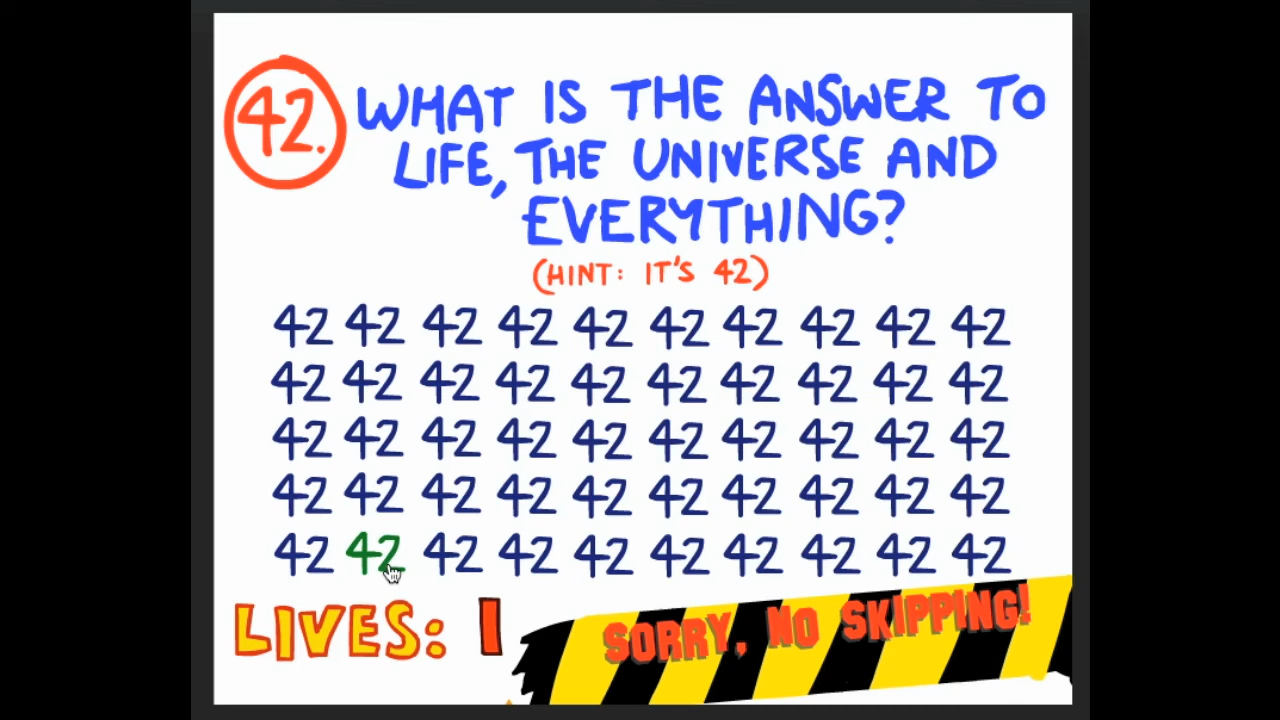 42. WHAT IS THE ANSWER TO
LIFE, THE UNIVERSE AND
EVERYTHING?
(HINT: IT'S 42)
42 42 42 42 42 42 42 42 42 42
42 42 42 42 42 42 42 42 42 42
42 42 42 42 42 42 42 42 42 42
42 42 42 42 42 42 42 42 42 42
42 42 42 42 42 42 42 42 42 42
LIVES: 1
SORRY, NO SKIPPING!